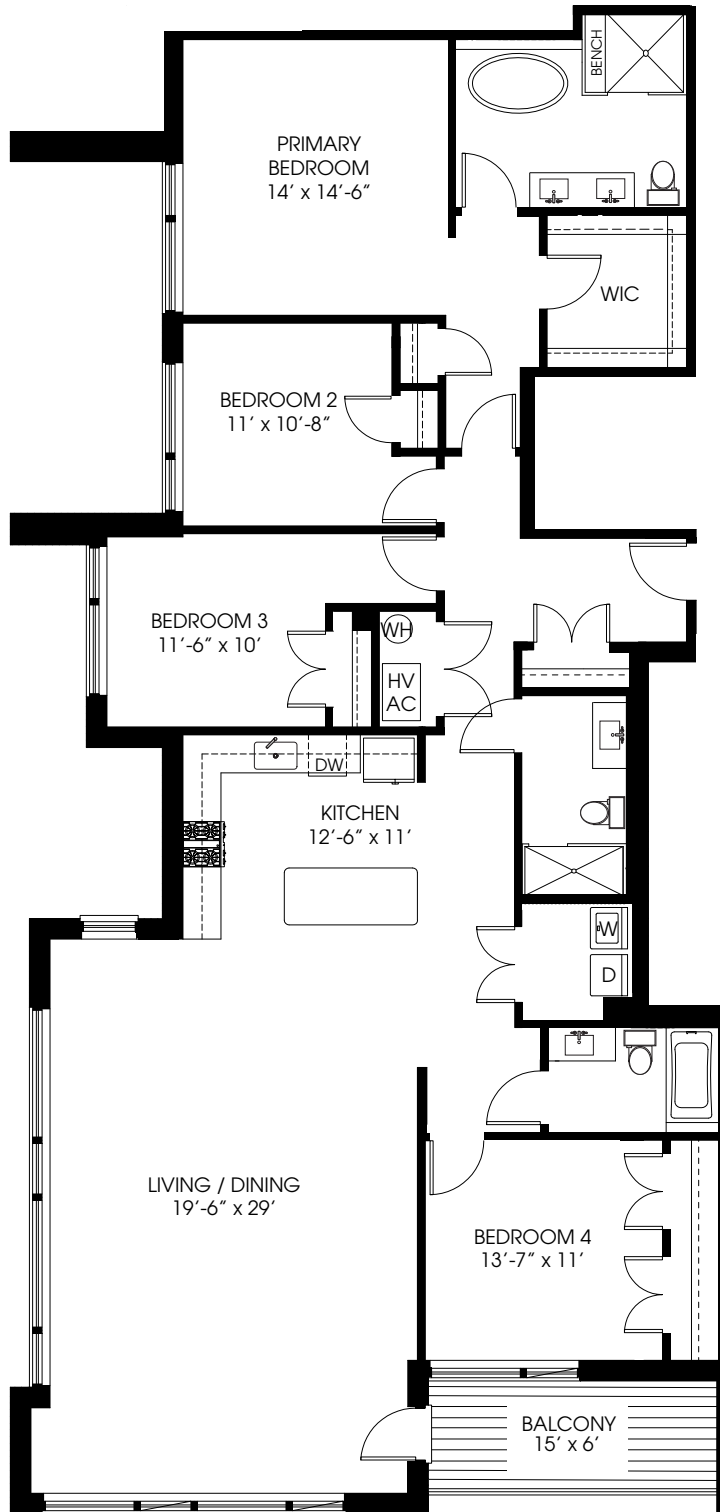 BENCH
PRIMARY
BEDROOM
14’ x 14’-6”
WIC
BEDROOM 2
11’ x 10’-8”
BEDROOM 3
11’-6” x 10’
WH
HV
AC
DW
KITCHEN
12’-6” x 11’
W
D
LIVING / DINING
19’-6” x 29’
BEDROOM 4
13’-7” x 11’
BALCONY
15’ x 6’